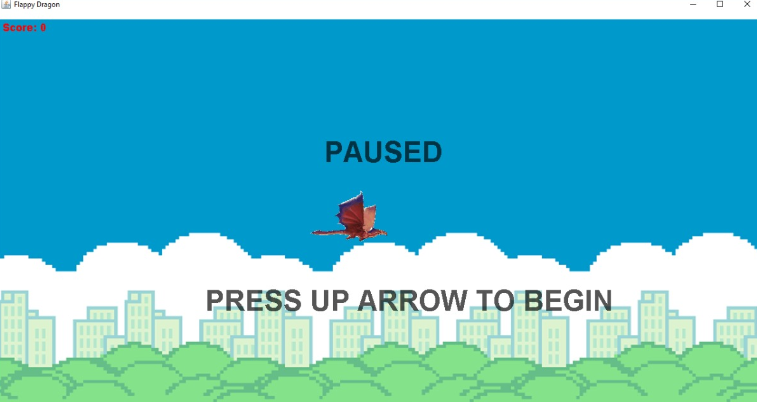 Flappy Dragon
Score: 0
PAUSED
PRESS UP ARROW TO BEGIN